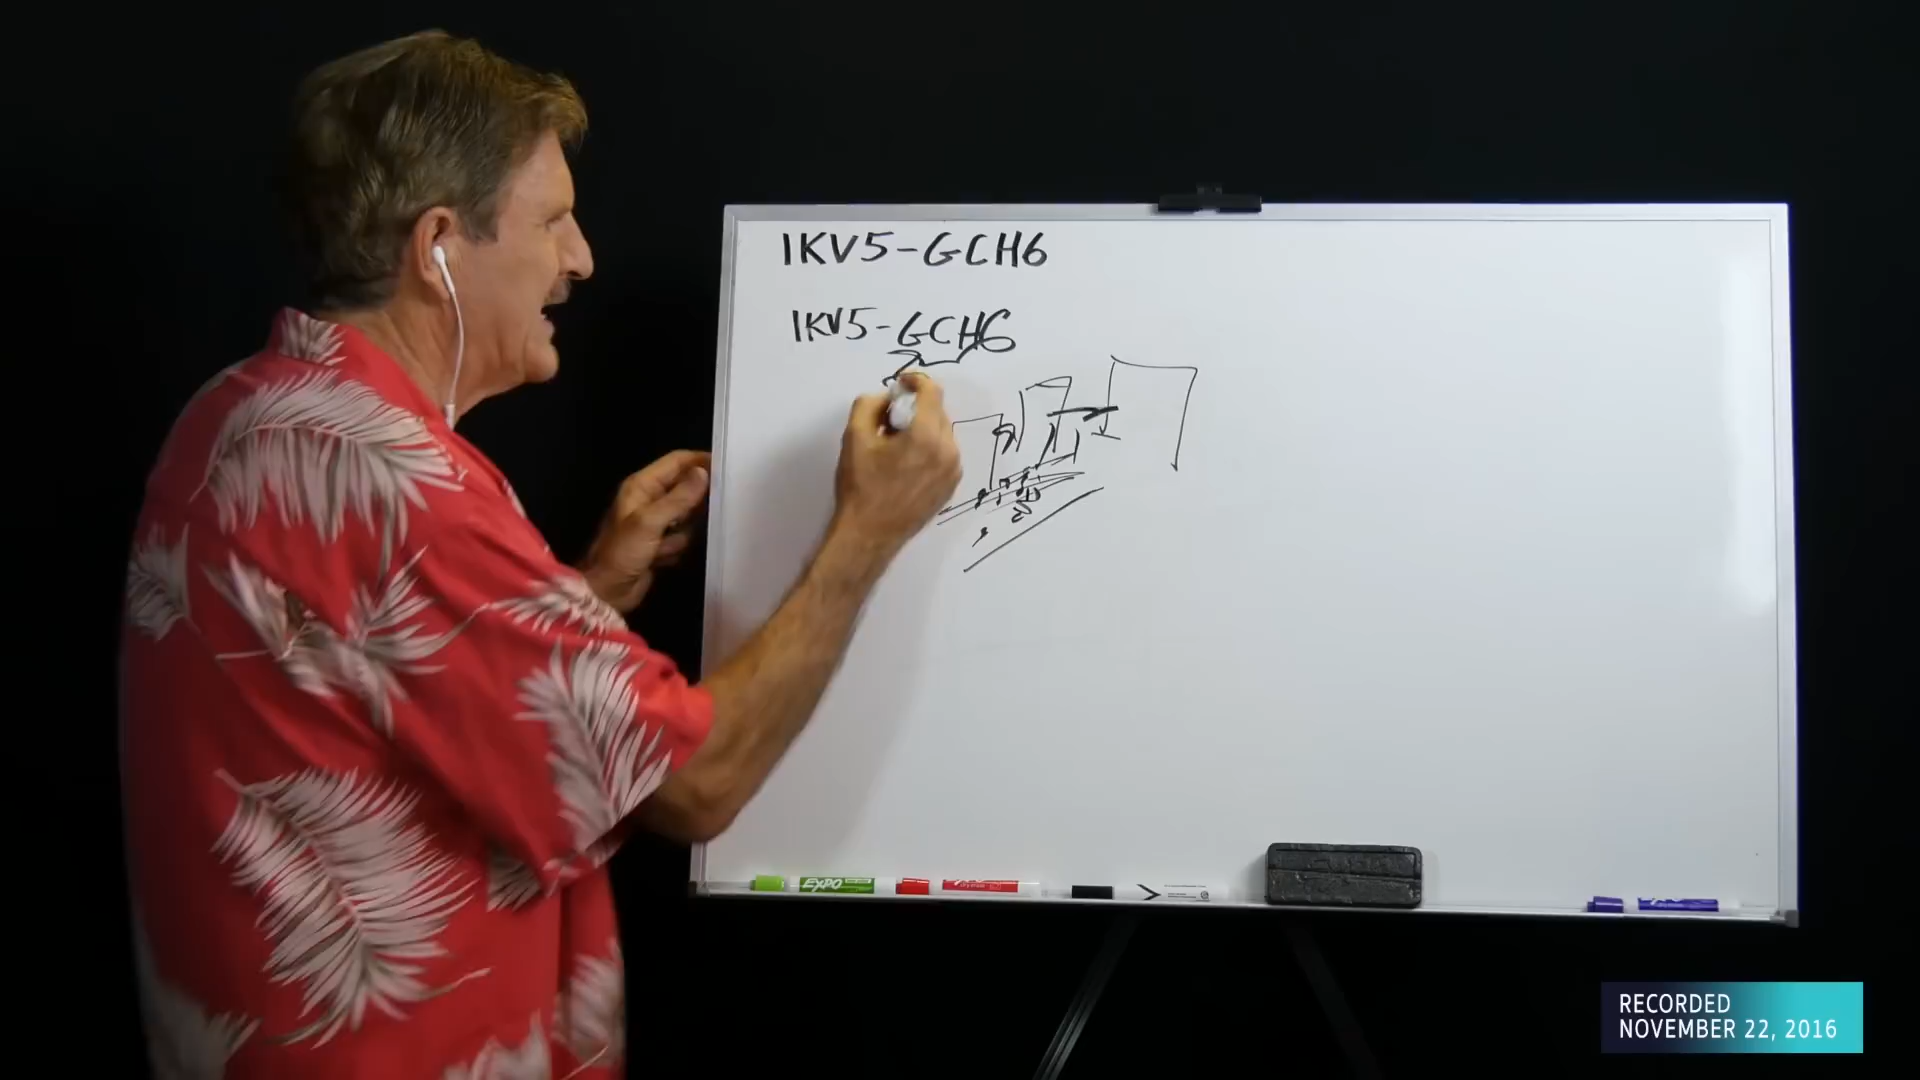 IKV5-GCH6
IKV5-GCH6
EXPO
RECORDED
NOVEMBER 22, 2016